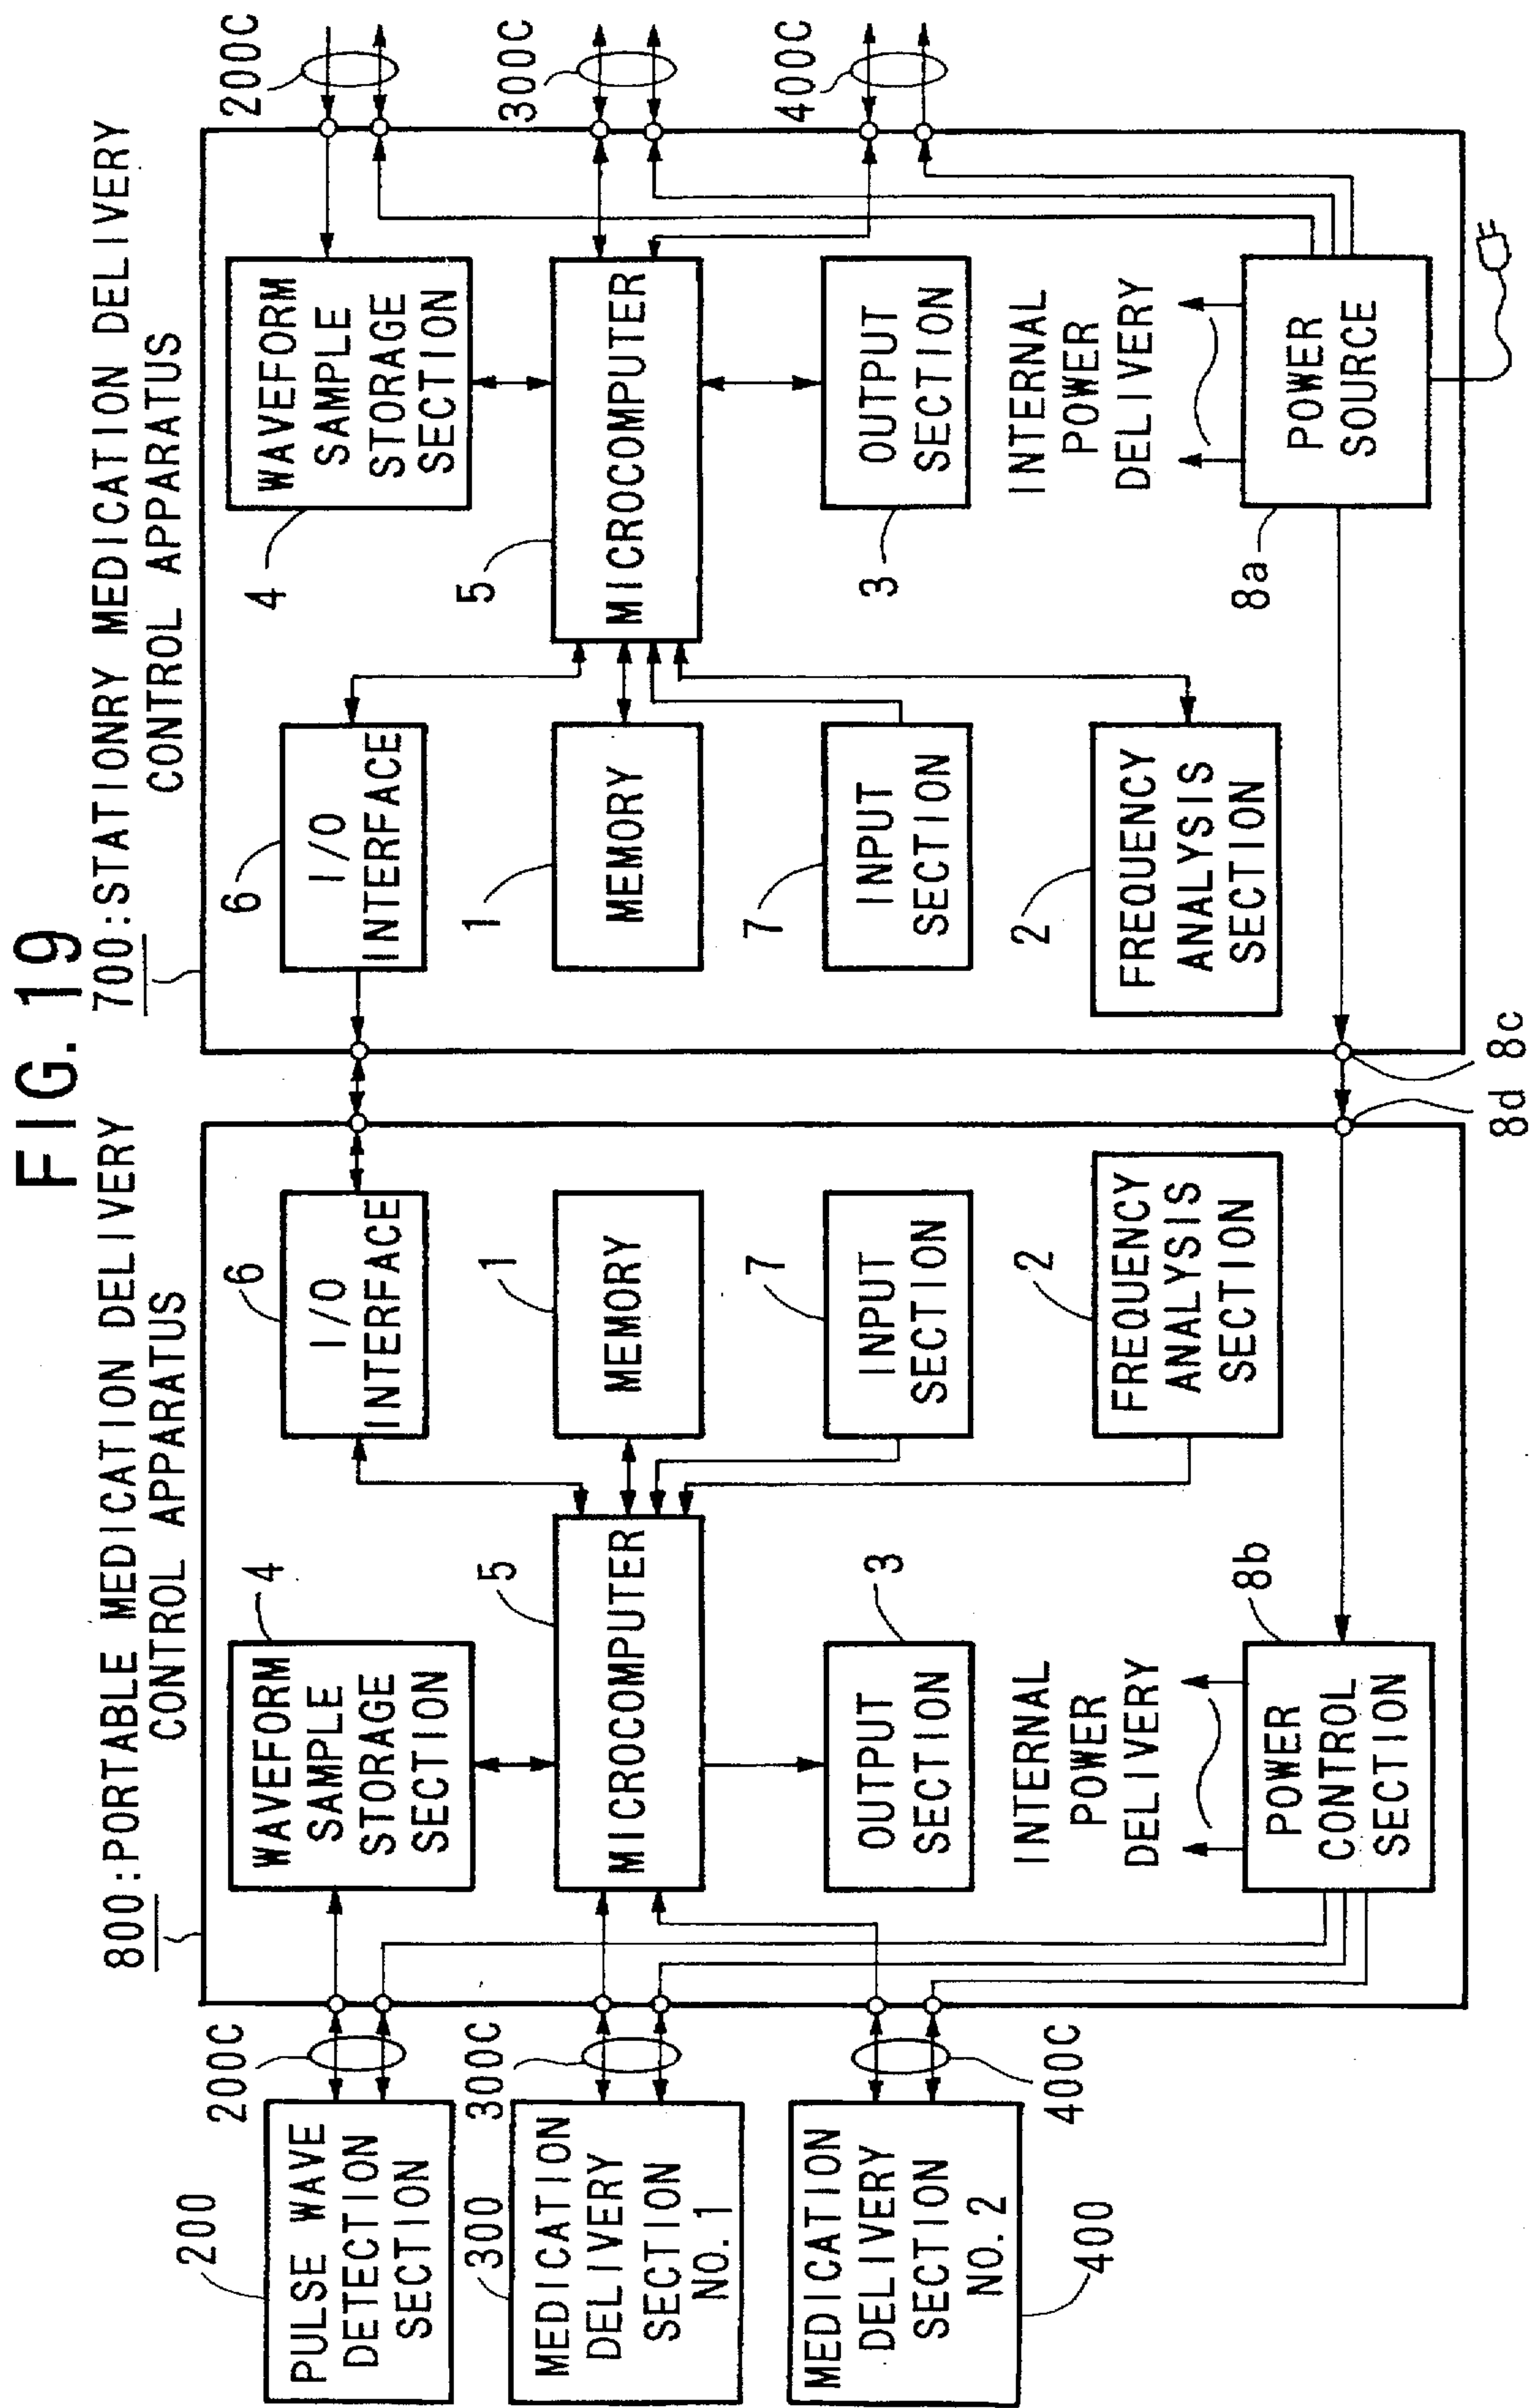 FIG. 19
800:PORTABLE MEDICATION DELIVERY
CONTROL APPARATUS
700:STATIONRY MEDICATION DELIVERY
CONTROL APPARATUS
200
PULSE WAVE
DETECTION
SECTION
200C
300
MEDICATION
DELIVERY
SECTION
NO. 1
300C
MEDICATION
DELIVERY
SECTION
NO. 2
400
400C
4
WAVEFORM
SAMPLE
STORAGE
SECTION
5
MICROCOMPUTER
3
OUTPUT
SECTION
INTERNAL
POWER
DELIVERY
8b
POWER
CONTROL
SECTION
6
I/O
INTERFACE
1
MEMORY
7
INPUT
SECTION
2
FREQUENCY
ANALYSIS
SECTION
8d
8c
6
I/O
INTERFACE
1
MEMORY
7
INPUT
SECTION
2
FREQUENCY
ANALYSIS
SECTION
4
WAVEFORM
SAMPLE
STORAGE
SECTION
5
MICROCOMPUTER
3
OUTPUT
SECTION
INTERNAL
POWER
DELIVERY
8a
POWER
SOURCE
200C
300C
400C